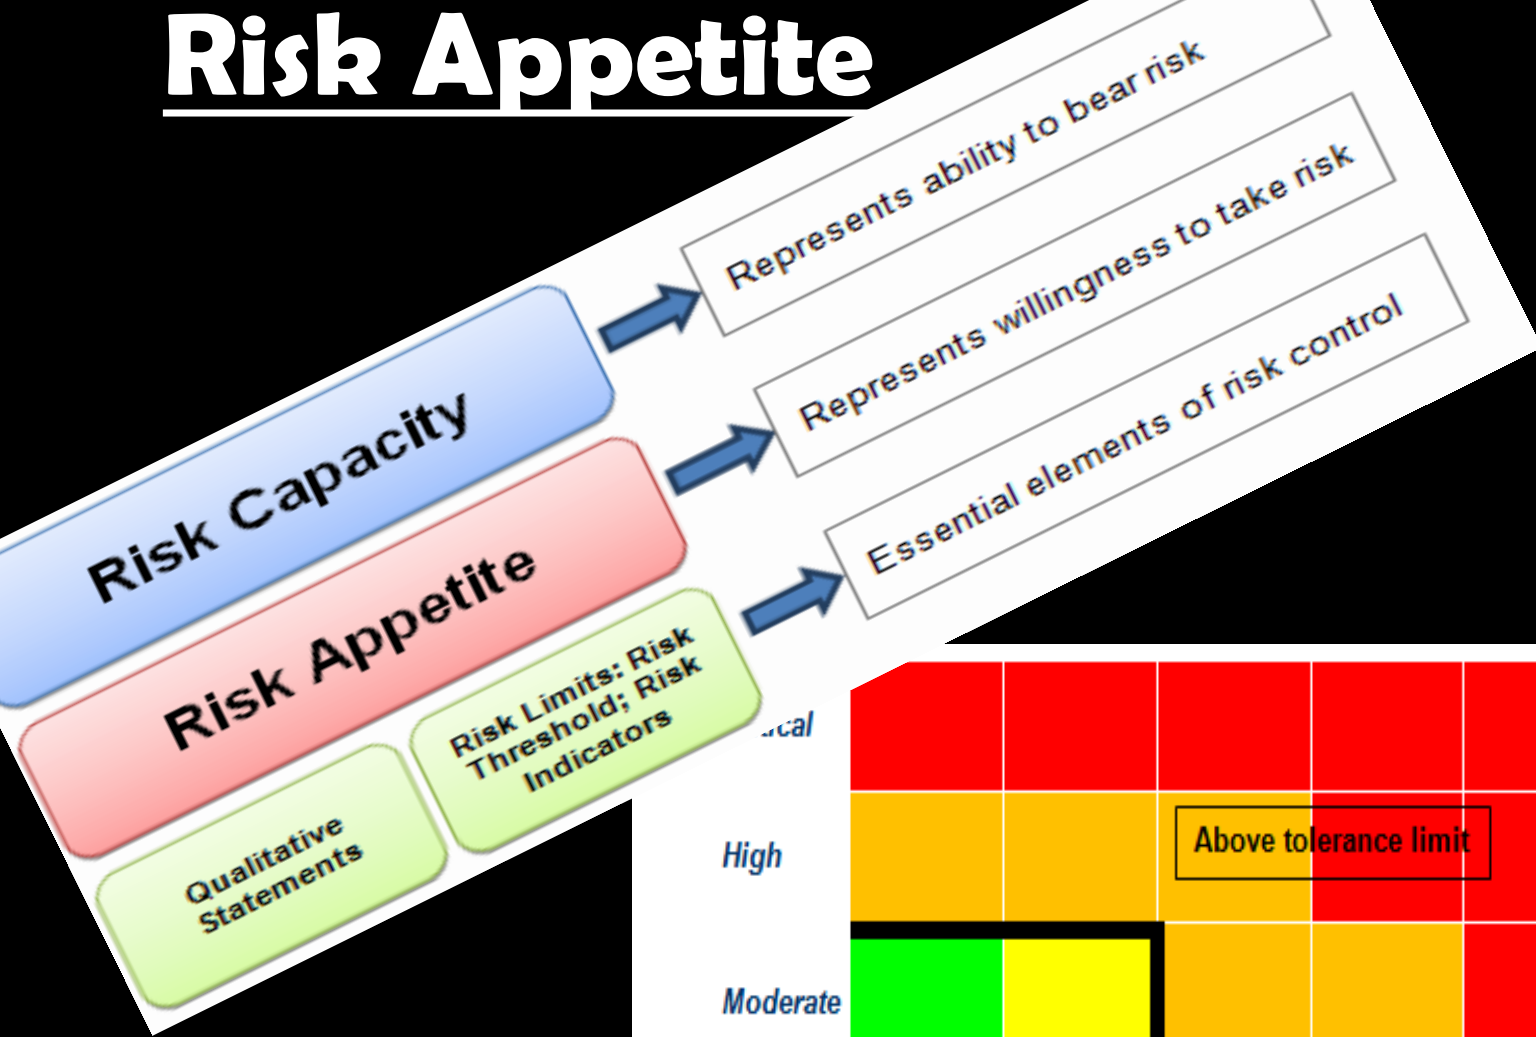 Risk Appetite
Risk Capacity
Represents ability to bear risk
Risk Appetite
Represents willingness to take risk
Qualitative
Statements
Risk Limits: Risk
Threshold; Risk
Indicators
Essential elements of risk control
High
Above tolerance limit
Moderate